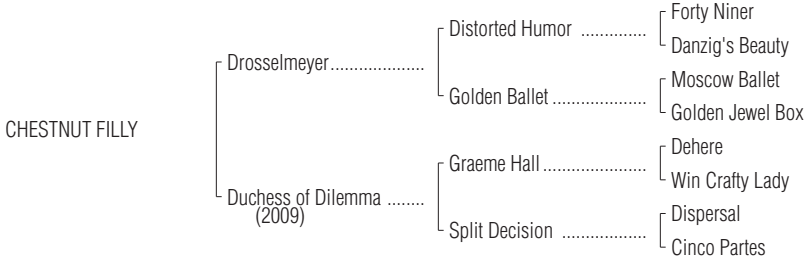 Forty Niner
Distorted Humor ..............
Danzig's Beauty
Drosselmeyer....................
Moscow Ballet
Golden Ballet ....................
Golden Jewel Box
CHESTNUT FILLY
Dehere
Graeme Hall ......................
Win Crafty Lady
Duchess of Dilemma ........
(2009)
Dispersal
Split Decision ..................
Cinco Partes